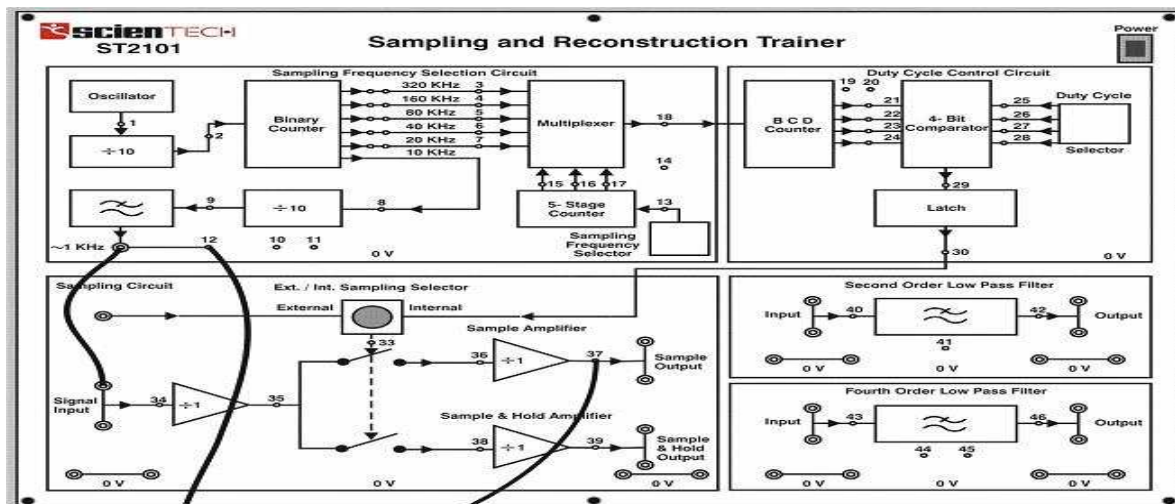 scienTECH
ST2101
Sampling and Reconstruction Trainer
Power
Sampling Frequency Selection Circuit
Oscillator
1
÷10
2
Binary
Counter
320 KHz 3
160 KHz 4
80 KHz 5
40 KHz 6
20 KHz 7
10 KHz
Multiplexer
18
14
15 16 17
5- Stage
Counter
13
Sampling
Frequency
Selector
8
÷10
9
~1 KHz
12
10 11
0 V
Duty Cycle Control Circuit
19 20
B C D
Counter
21
22
23
24
4- Bit
Comparator
25
26
27
28
Duty Cycle
Selector
29
Latch
30
0 V
Sampling Circuit
Ext. / Int. Sampling Selector
External
Internal
33
Signal
Input
34
÷1
35
Sample Amplifier
36
÷1
37
Sample
Output
Sample & Hold Amplifier
38
÷1
39
Sample
& Hold
Output
0 V
0 V
0 V
Second Order Low Pass Filter
Input
40
41
42
Output
0 V
0 V
Fourth Order Low Pass Filter
Input
43
44 45
46
Output
0 V
0 V